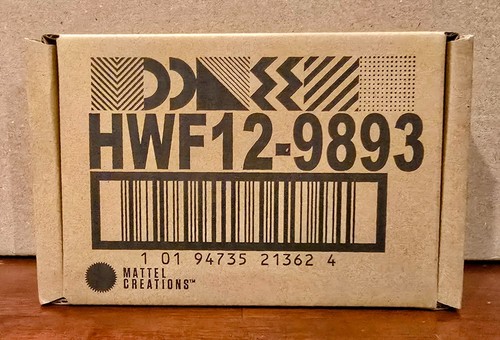 HWF12-9893
1 01 94735 21362 4
MATTEL
CREATIONS™